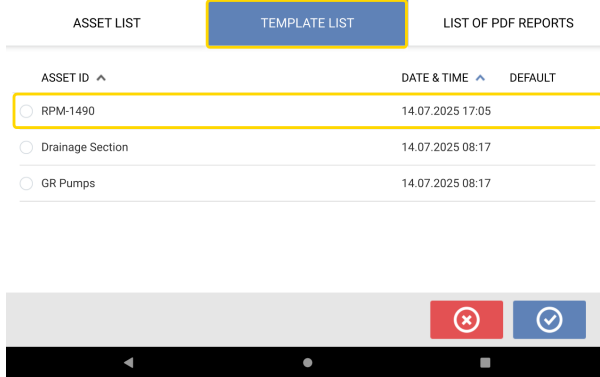 ASSET LIST TEMPLATE LIST LIST OF PDF REPORTS
ASSET ID DATE & TIME DEFAULT
RPM-1490 14.07.2025 17:05
Drainage Section 14.07.2025 08:17
GR Pumps 14.07.2025 08:17